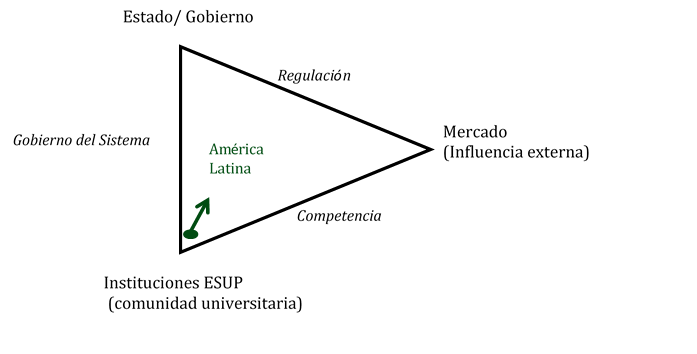 Estado/ Gobierno
Regulación
Gobierno del Sistema
Mercado
(Influencia externa)
América
Latina
Competencia
Instituciones ESUP
(comunidad universitaria)